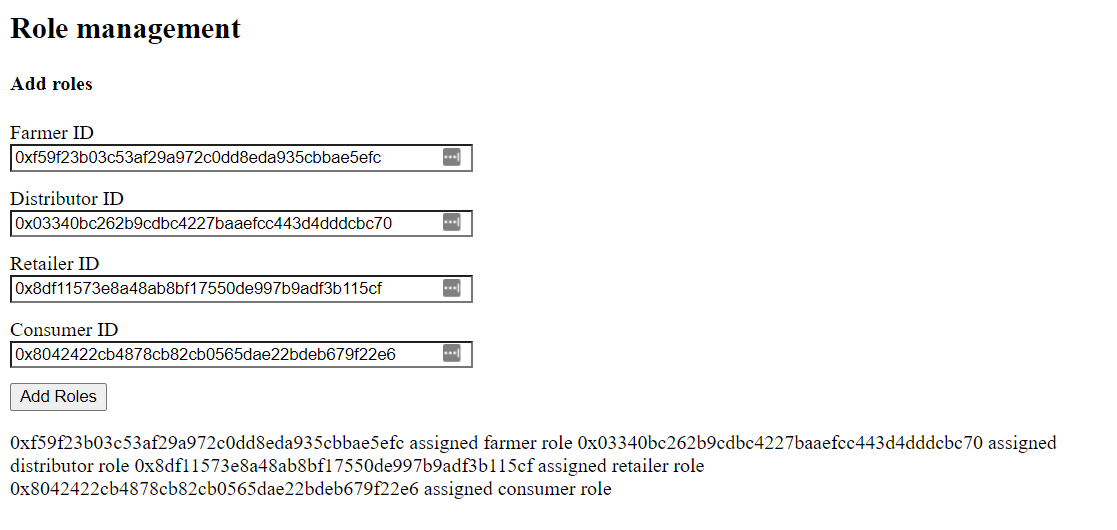 Role management
Add roles
Farmer ID
0xf59f23b03c53af29a972c0dd8eda935cbbae5efc
Distributor ID
0x03340bc262b9cdbc4227baaefcc443d4dddcbc70
Retailer ID
0x8df11573e8a48ab8bf17550de997b9adf3b115cf
Consumer ID
0x8042422cb4878cb82cb0565dae22bdeb679f22e6
Add Roles
0xf59f23b03c53af29a972c0dd8eda935cbbae5efc assigned farmer role 0x03340bc262b9cdbc4227baaefcc443d4dddcbc70 assigned
distributor role 0x8df11573e8a48ab8bf17550de997b9adf3b115cf assigned retailer role
0x8042422cb4878cb82cb0565dae22bdeb679f22e6 assigned consumer role